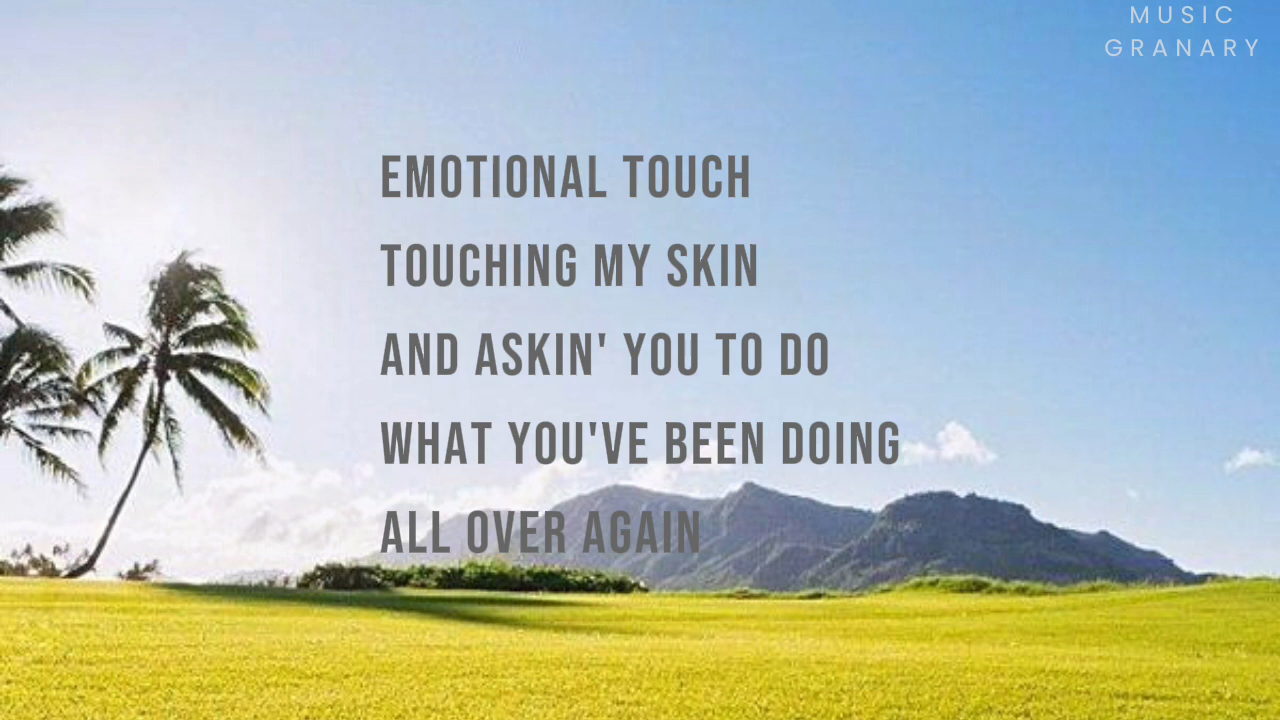 MUSIC
GRANARY
EMOTIONAL TOUCH
TOUCHING MY SKIN
AND ASKIN' YOU TO DO
WHAT YOU'VE BEEN DOING
ALL OVER AGAIN